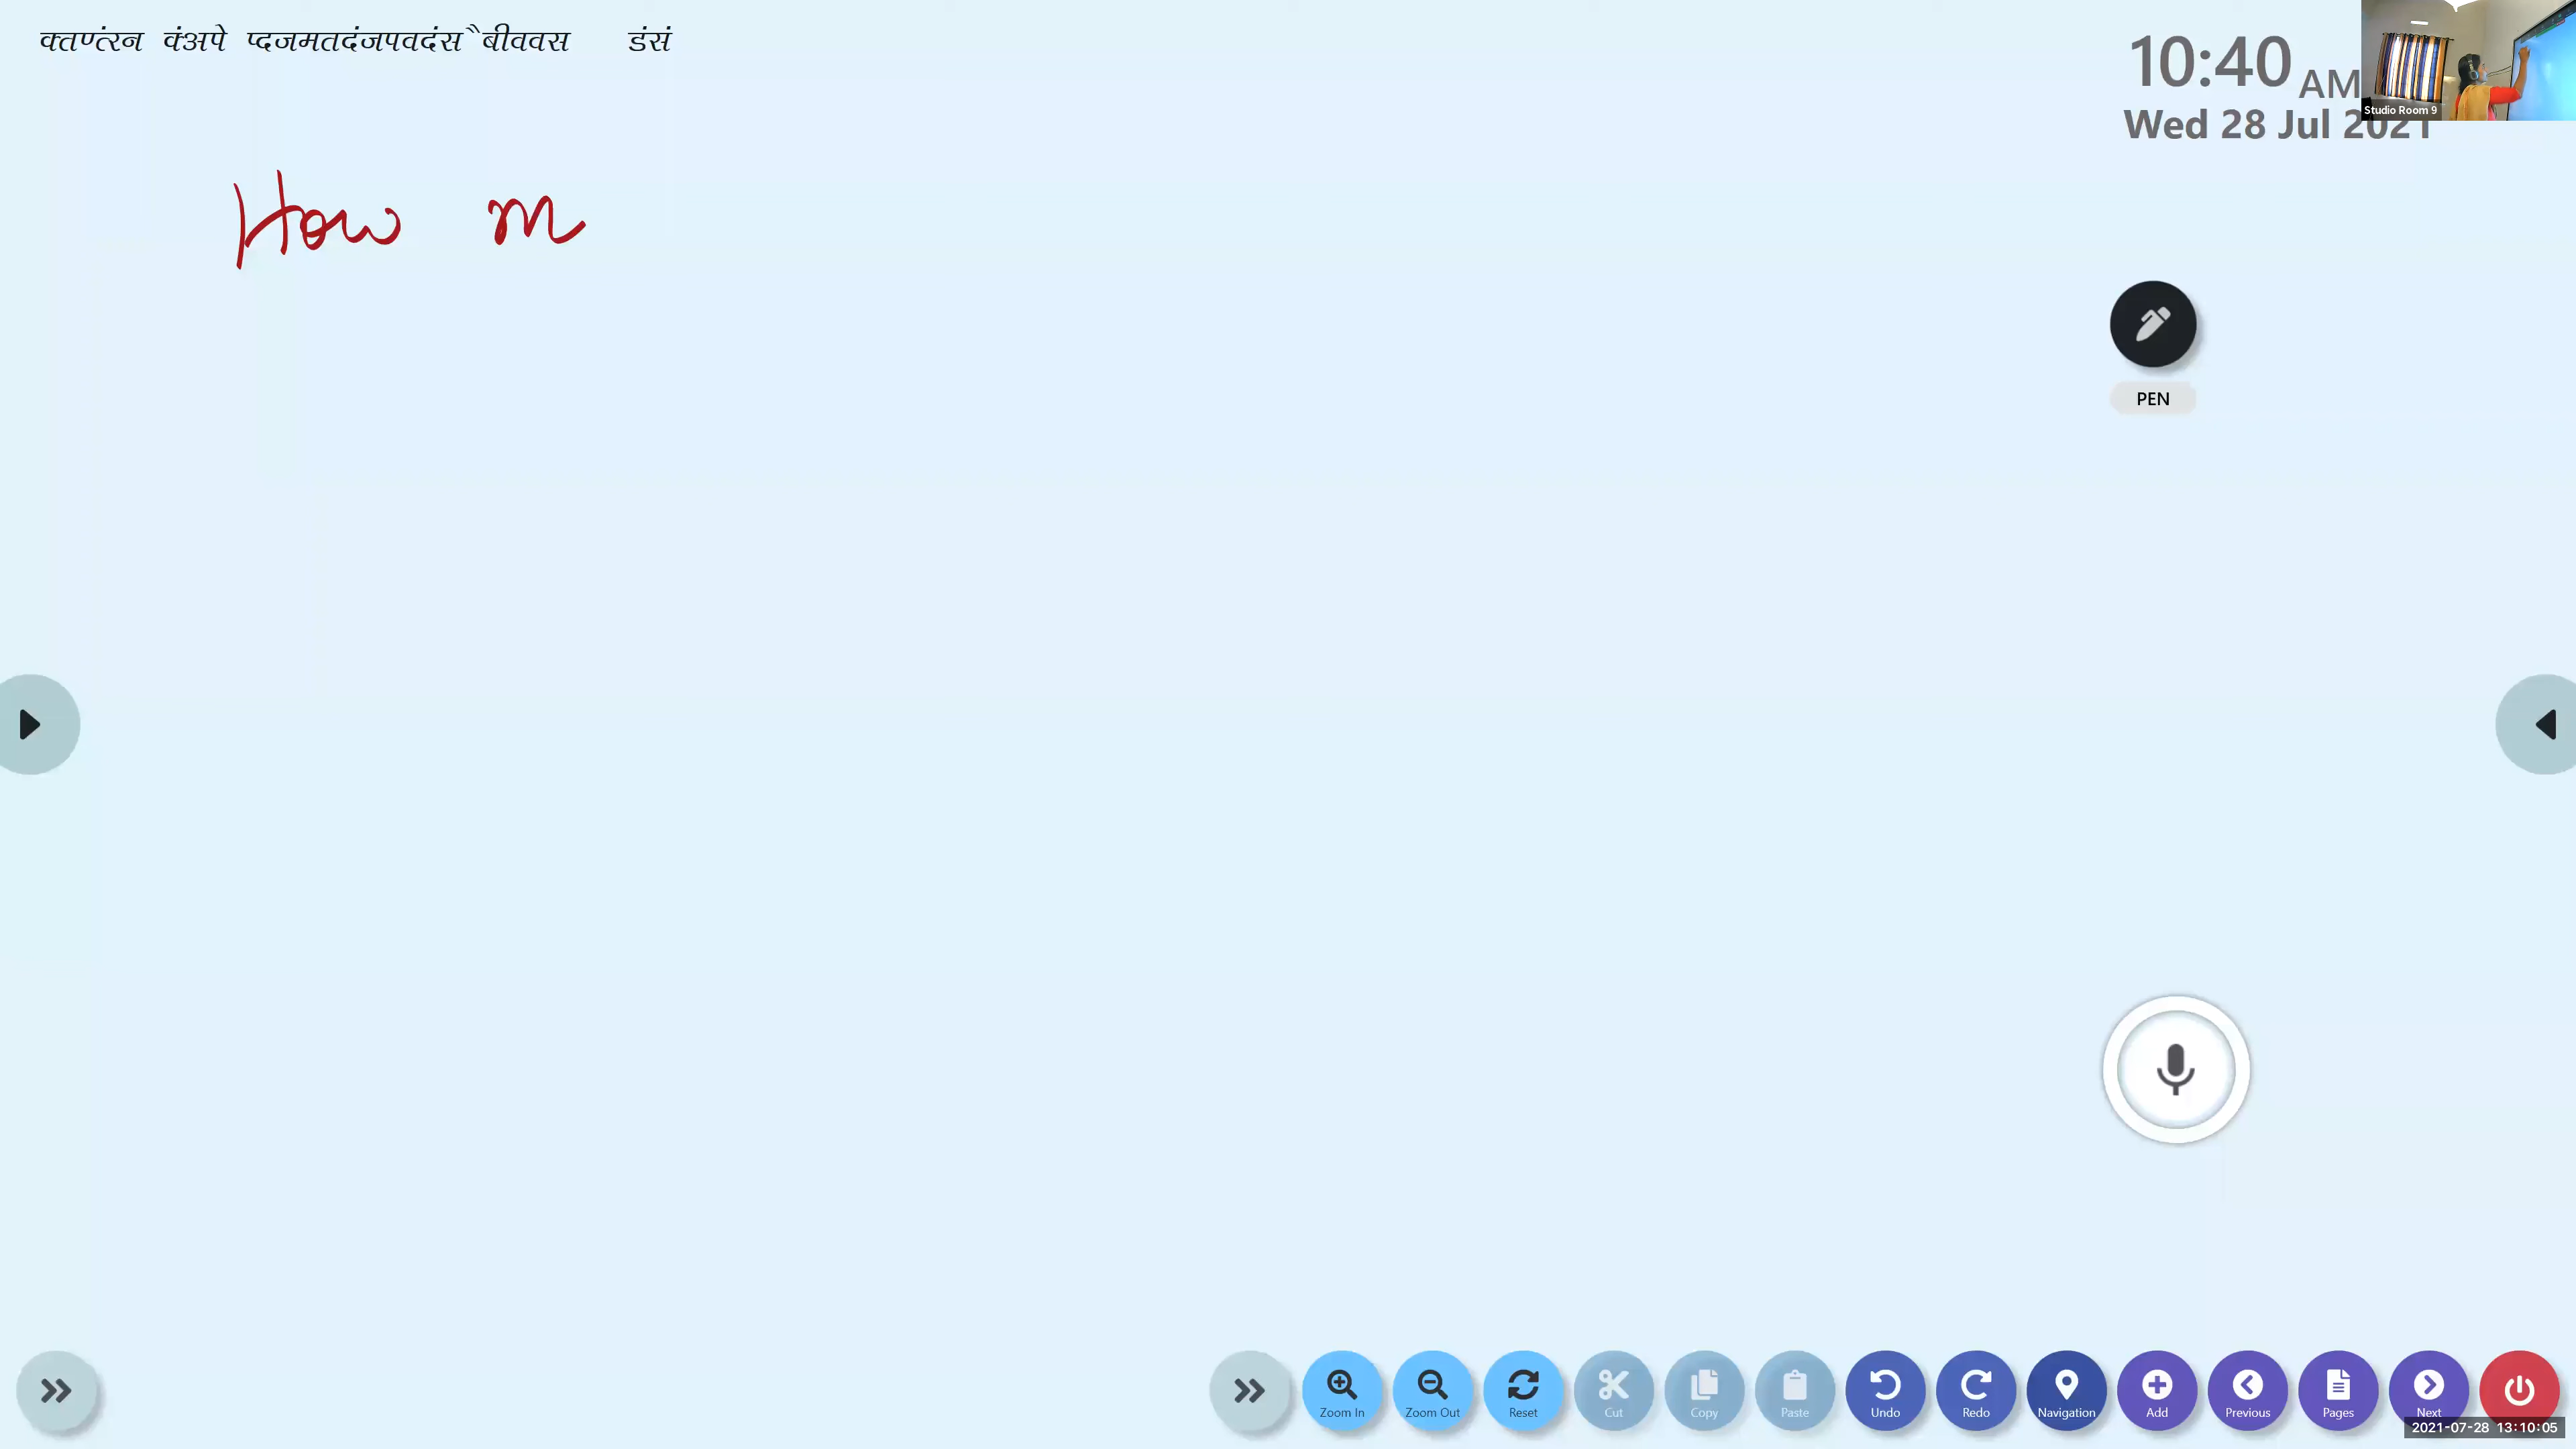 क्तण्तंरन क्ंअपे प्दजमतदंजपवदंस ैबीववस डंसं
10:40 AM
Wed 28 Jul 2021
Studio Room 9
How m
PEN
Zoom In Zoom Out Reset Cut Copy Paste Undo Redo Navigation Add Previous Pages Next
2021-07-28 13:10:05